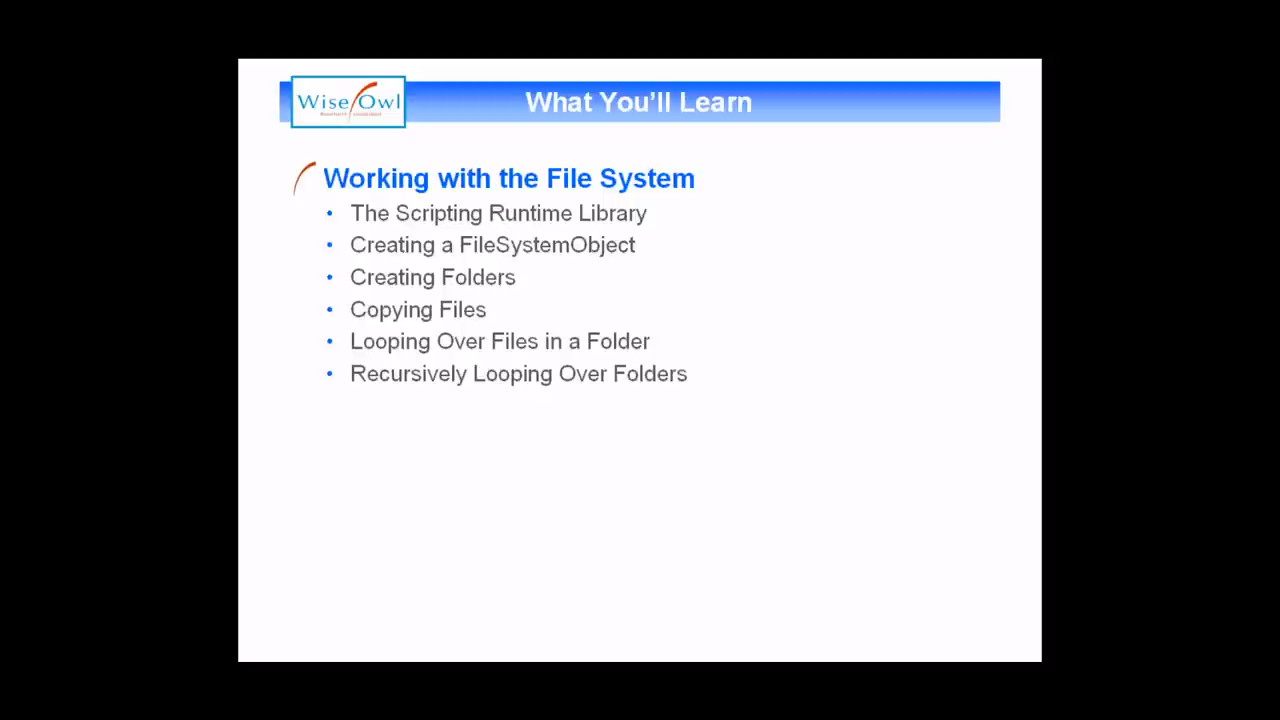 Wise Owl
What You'll Learn
Working with the File System
• The Scripting Runtime Library
• Creating a FileSystemObject
• Creating Folders
• Copying Files
• Looping Over Files in a Folder
• Recursively Looping Over Folders